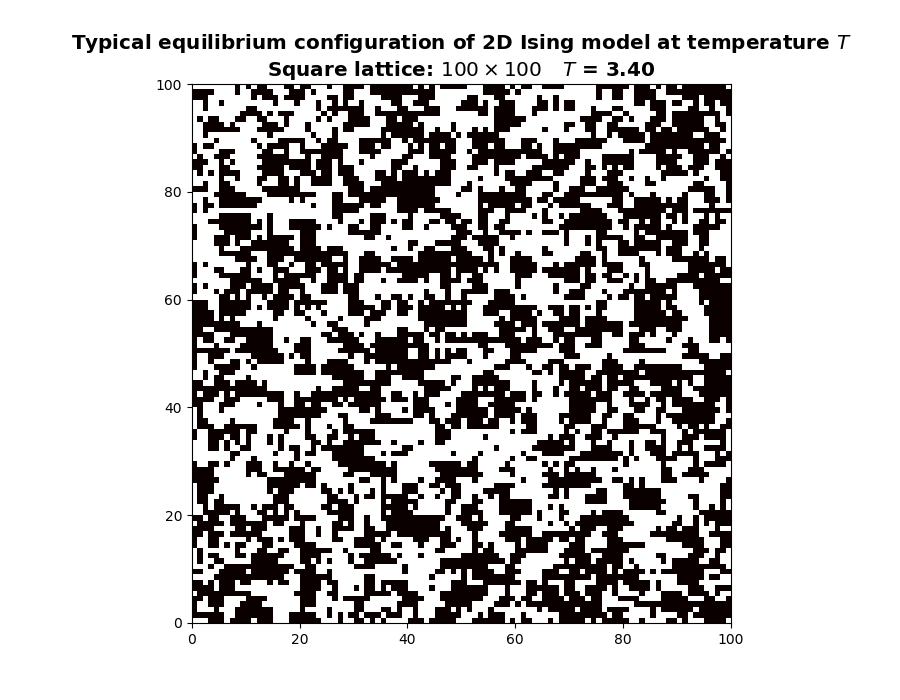 Typical equilibrium configuration of 2D Ising model at temperature T
Square lattice: 100 × 100 T = 3.40
100
80
60
40
20
0
0 20 40 60 80 100